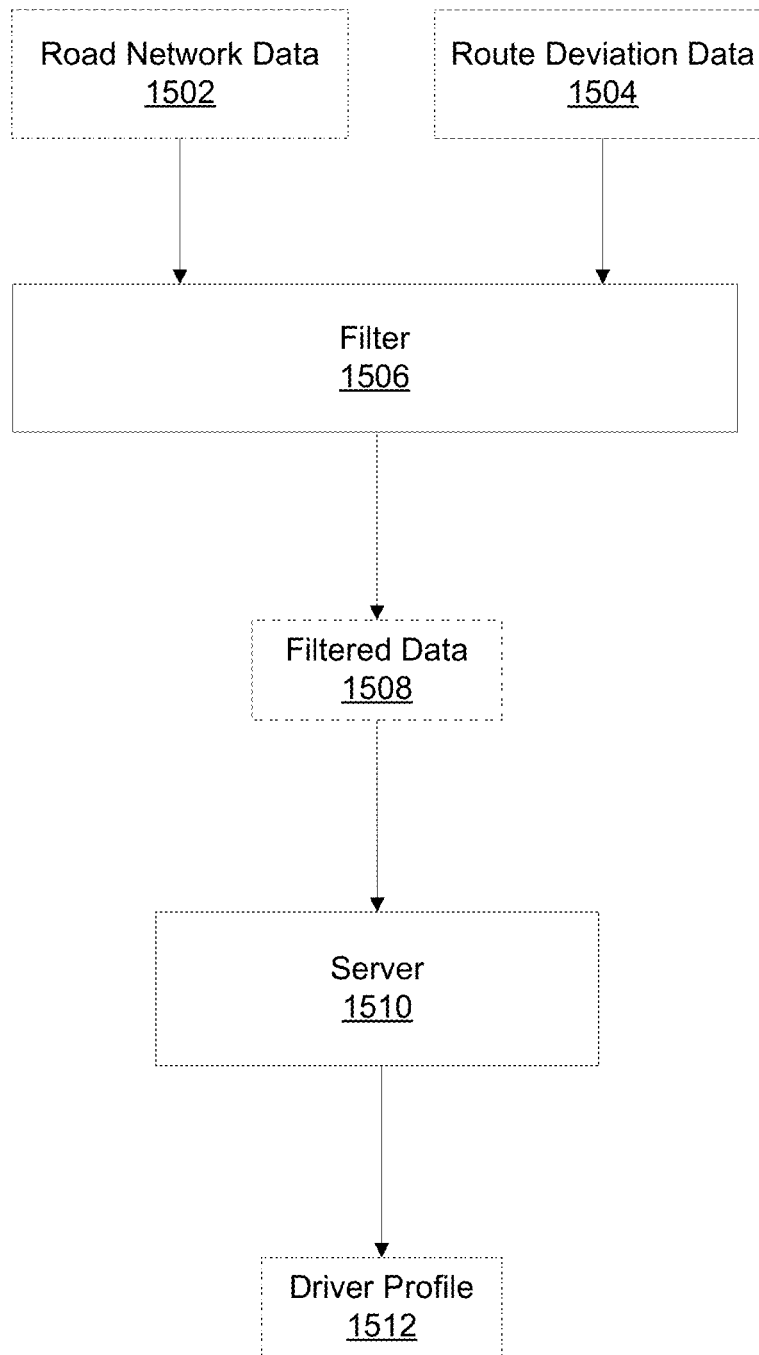 Road Network Data
1502
Route Deviation Data
1504
Filter
1506
Filtered Data
1508
Server
1510
Driver Profile
1512